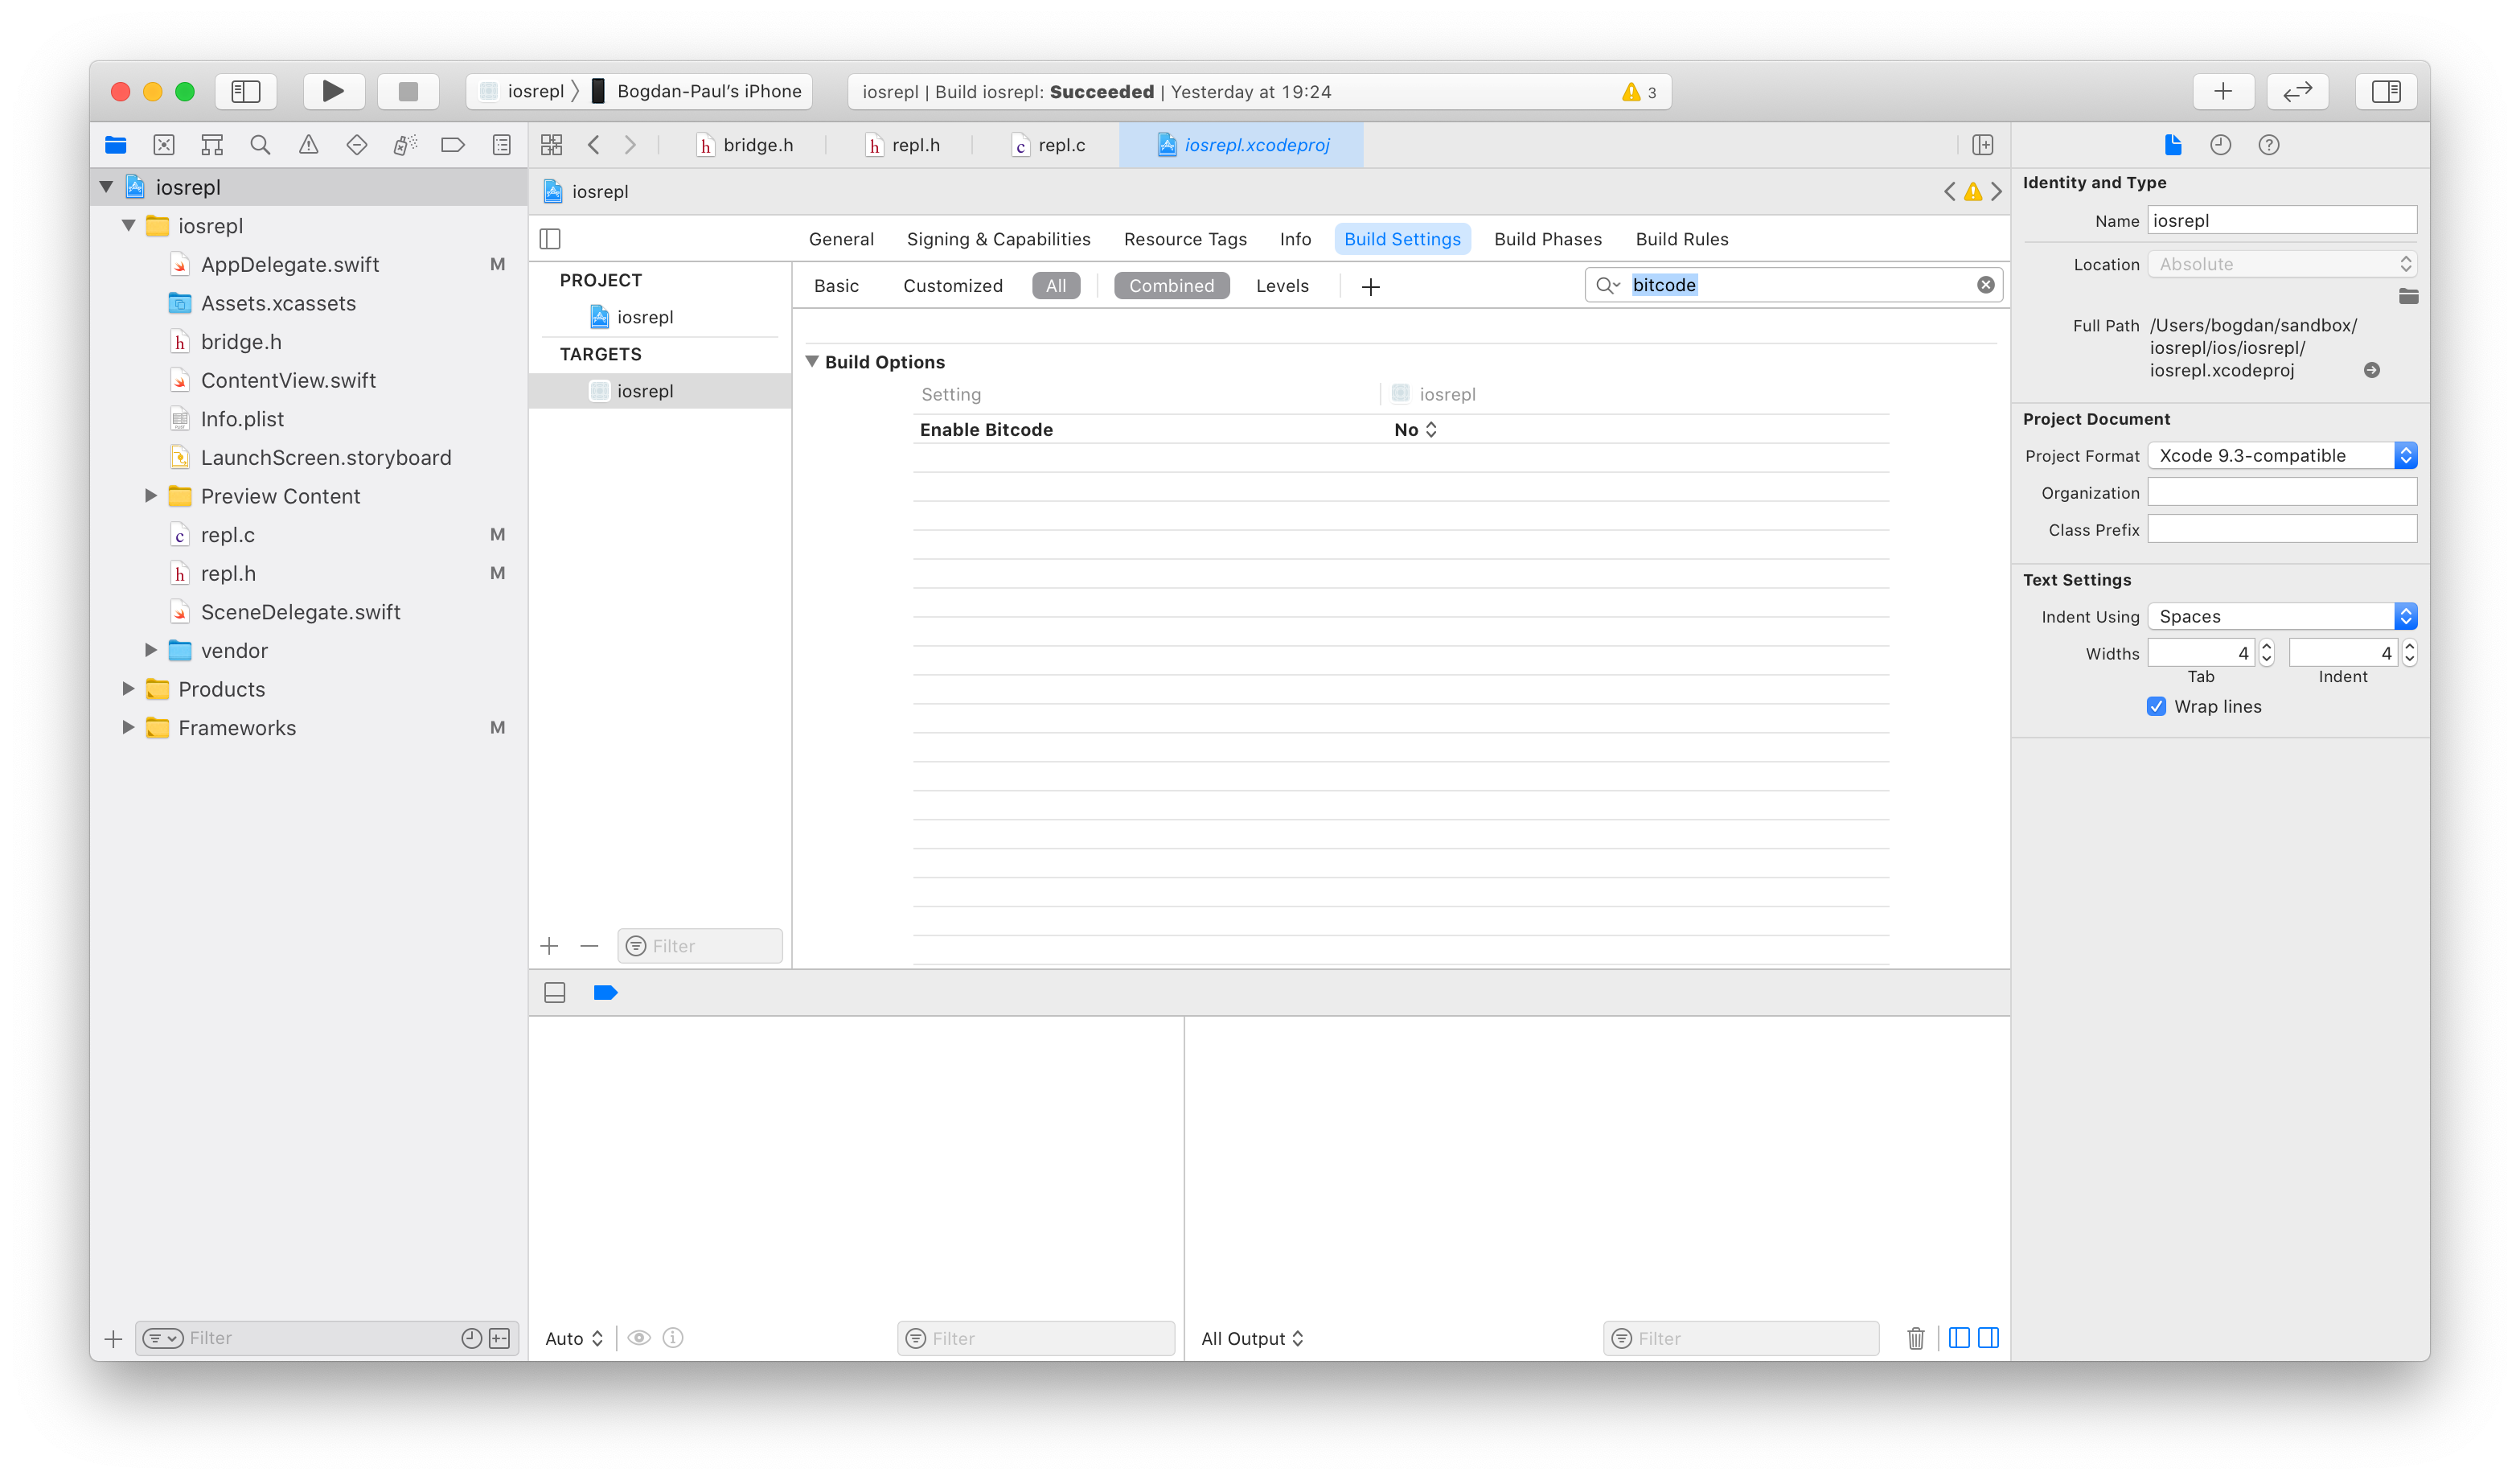 iosrepl Bogdan-Paul’s iPhone
iosrepl | Build iosrepl: Succeeded | Yesterday at 19:24
3
bridge.h
repl.h
repl.c
iosrepl.xcodeproj
iosrepl
iosrepl
AppDelegate.swift M
Assets.xcassets
bridge.h
ContentView.swift
Info.plist
LaunchScreen.storyboard
Preview Content
repl.c M
repl.h M
SceneDelegate.swift
vendor
Products
Frameworks M
Filter
iosrepl
General Signing & Capabilities Resource Tags Info Build Settings Build Phases Build Rules
PROJECT
iosrepl
TARGETS
iosrepl
Filter
Basic Customized All Combined Levels
bitcode
Build Options
Setting iosrepl
Enable Bitcode No
Auto
Filter
All Output
Filter
Identity and Type
Name iosrepl
Location Absolute
Full Path /Users/bogdan/sandbox/
iosrepl/ios/iosrepl/
iosrepl.xcodeproj
Project Document
Project Format Xcode 9.3-compatible
Organization
Class Prefix
Text Settings
Indent Using Spaces
Widths 4 4
Tab Indent
Wrap lines